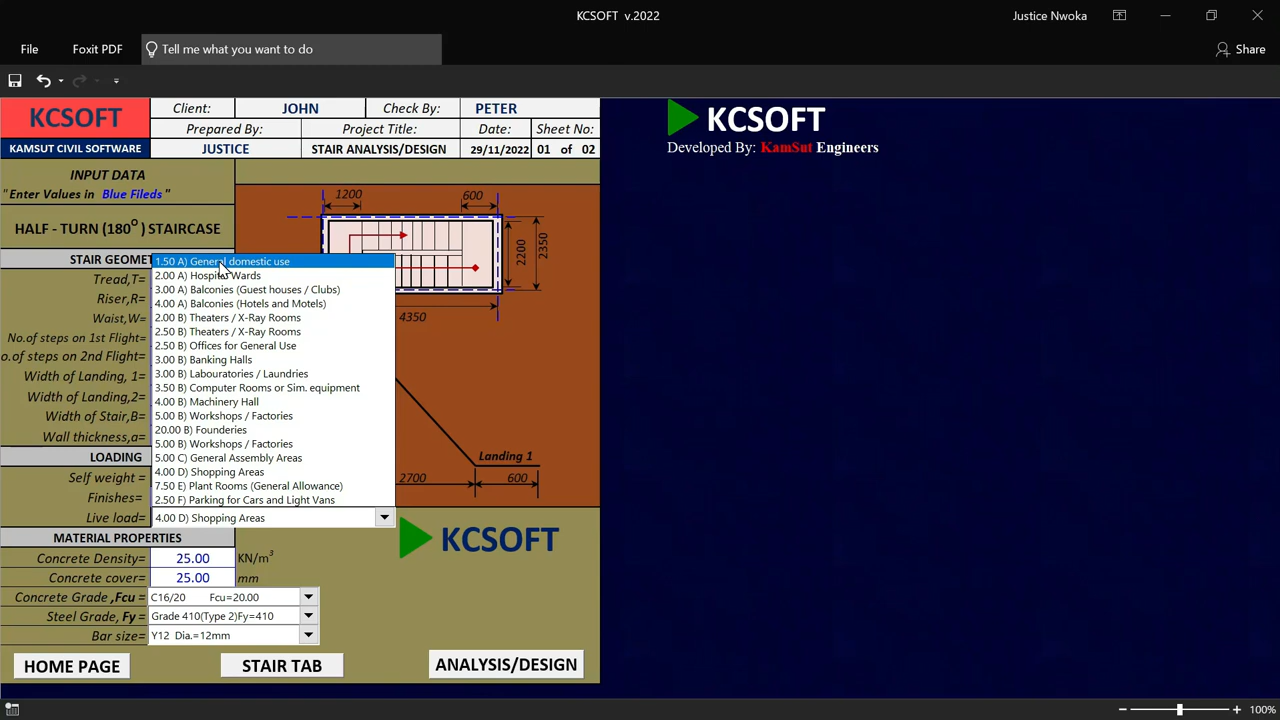 KCSOFT v.2022
Justice Nwoka
File
Foxit PDF
Tell me what you want to do
Share
KCSOFT
Client:
JOHN
Check By:
PETER
Prepared By:
Project Title:
Date:
Sheet No:
KAMSUT CIVIL SOFTWARE
JUSTICE
STAIR ANALYSIS/DESIGN
29/11/2022
01 of 02
KCSOFT
Developed By: KamSut Engineers
INPUT DATA
"Enter Values in Blue Fileds "
HALF - TURN (180°) STAIRCASE
1200
600
2200
2350
4350
STAIR GEOMET
Tread,T=
Riser,R=
Waist,W=
No.of steps on 1st Flight=
o.of steps on 2nd Flight=
Width of Landing, 1=
Width of Landing,2=
Width of Stair,B=
Wall thickness,a=
1.50 A) General domestic use
2.00 A) Hospital Wards
3.00 A) Balconies (Guest houses / Clubs)
4.00 A) Balconies (Hotels and Motels)
2.00 B) Theaters / X-Ray Rooms
2.50 B) Theaters / X-Ray Rooms
2.50 B) Offices for General Use
3.00 B) Banking Halls
3.00 B) Labouratories / Laundries
3.50 B) Computer Rooms or Sim. equipment
4.00 B) Machinery Hall
5.00 B) Workshops / Factories
20.00 B) Founderies
5.00 B) Workshops / Factories
5.00 C) General Assembly Areas
4.00 D) Shopping Areas
7.50 E) Plant Rooms (General Allowance)
2.50 F) Parking for Cars and Light Vans
Landing 1
2700
600
LOADING
Self weight =
Finishes=
Live load=
4.00 D) Shopping Areas
KCSOFT
MATERIAL PROPERTIES
Concrete Density=
25.00
KN/m³
Concrete cover=
25.00
mm
Concrete Grade ,Fcu=
C16/20 Fcu=20.00
Steel Grade, Fy=
Grade 410(Type 2)Fy=410
Bar size=
Y12 Dia.=12mm
HOME PAGE
STAIR TAB
ANALYSIS/DESIGN
100%